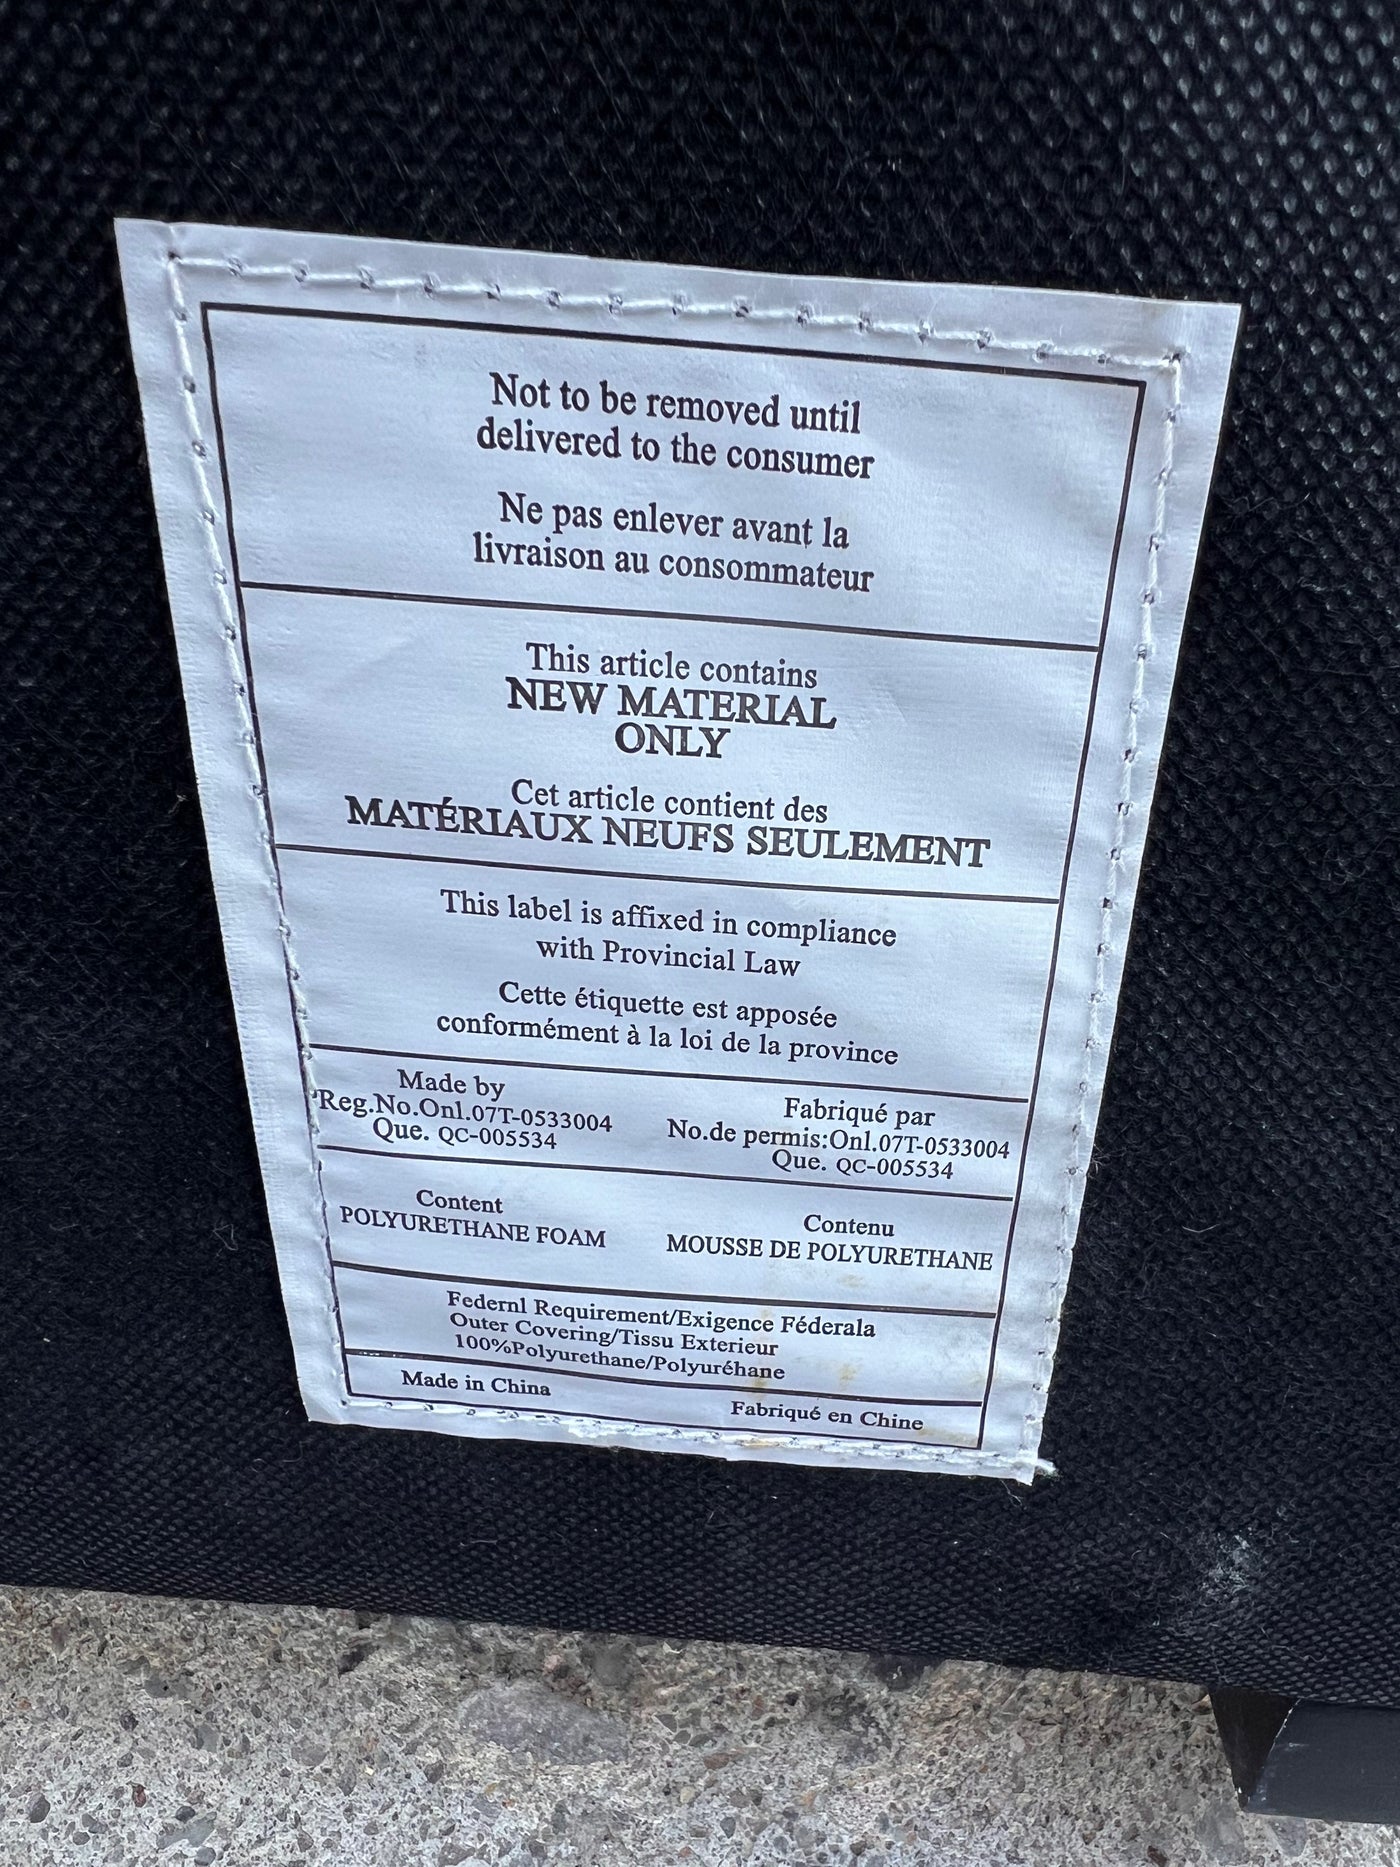 Not to be removed until
delivered to the consumer
Ne pas enlever avant la
livraison au consommateur
This article contains
NEW MATERIAL
ONLY
Cet article contient des
MATÉRIAUX NEUFS SEULEMENT
This label is affixed in compliance
with Provincial Law
Cette étiquette est apposée
conformément à la loi de la province
Made by
Reg.No.Onl.07T-0533004
Que. QC-005534
Fabriqué par
No.de permis:Onl.07T-0533004
Que. QC-005534
Content
POLYURETHANE FOAM
Contenu
MOUSSE DE POLYURETHANE
Federnl Requirement/Exigence Féderala
Outer Covering/Tissu Exterieur
100%Polyurethane/Polyuréhane
Made in China
Fabriqué en Chine